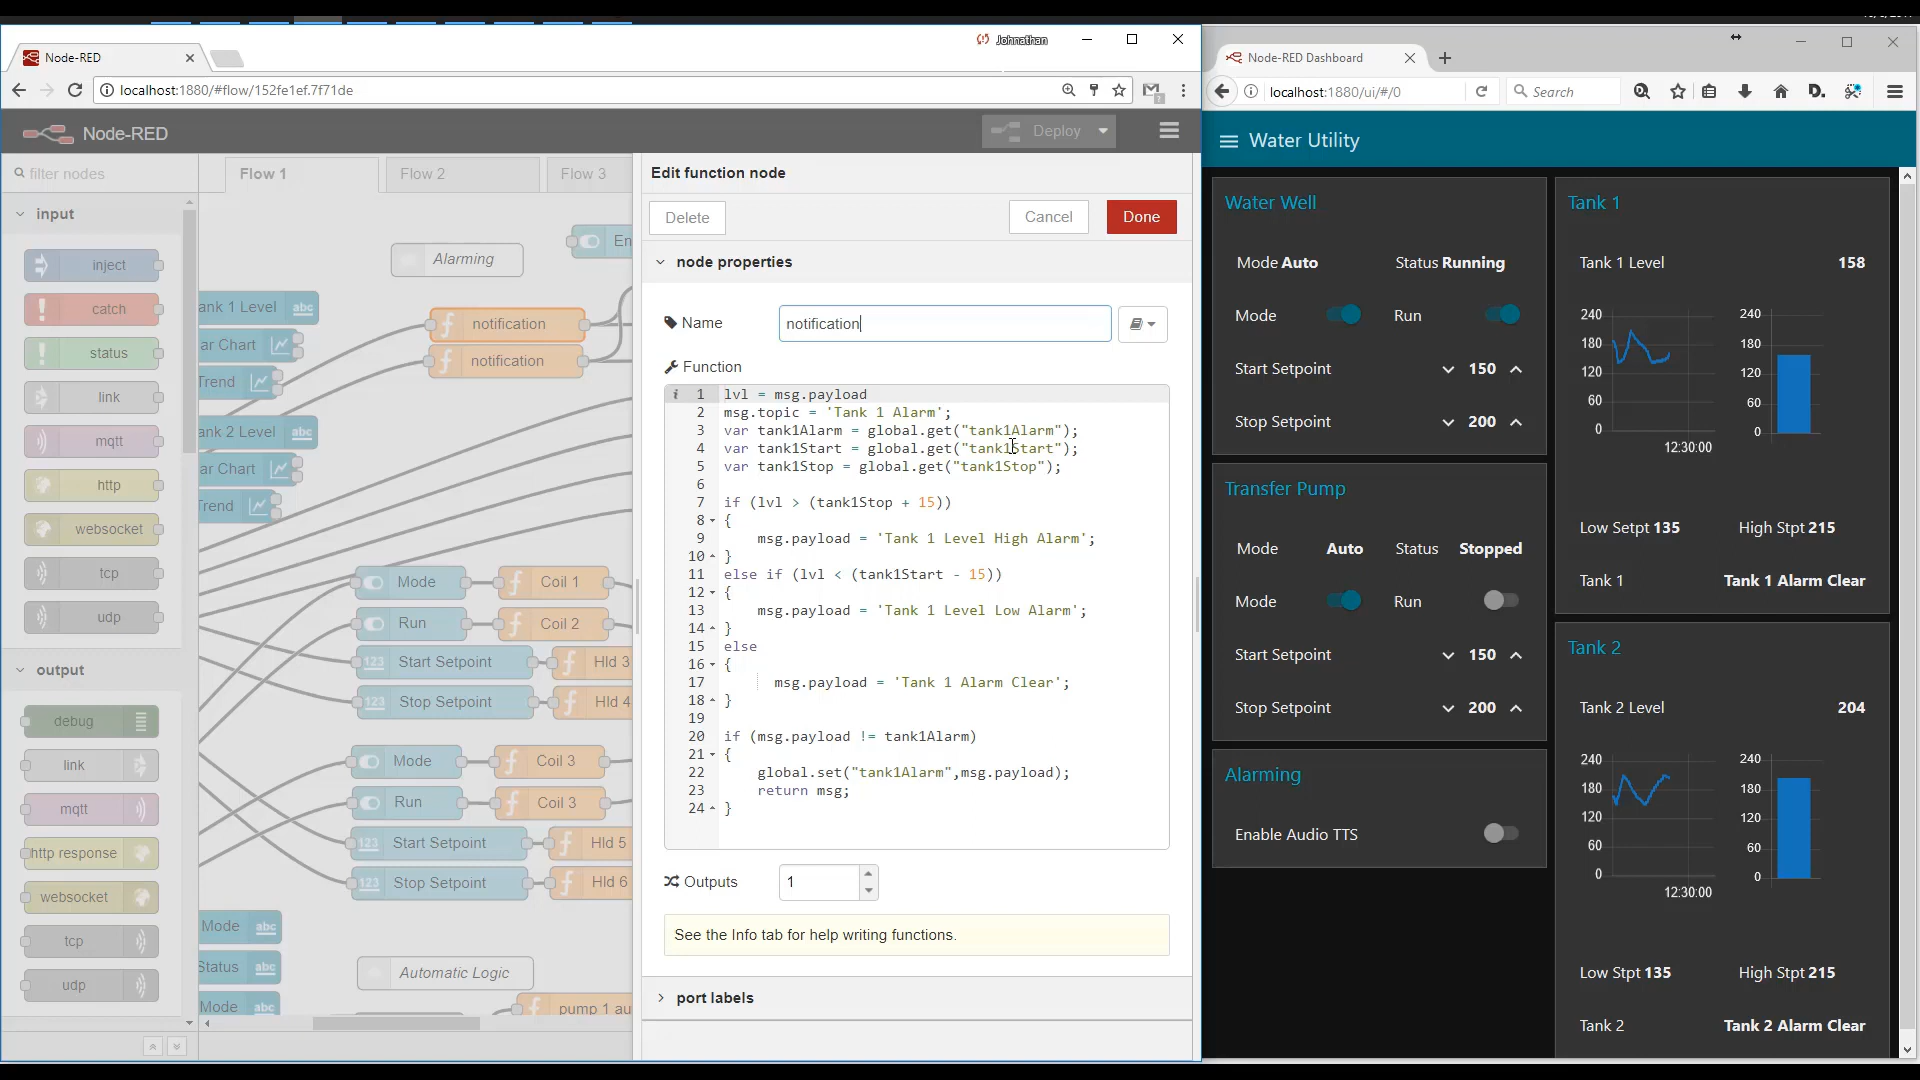 Johnathan
Node-RED
localhost:1880/#flow/152fe1ef.7f71de
Node-RED
Deploy
filter nodes
Flow 1
Flow 2
Flow 3
input
inject
catch
status
link
mqtt
http
websocket
tcp
udp
output
debug
link
mqtt
http response
websocket
tcp
udp
Alarming
En
ank 1 Level abc
ar Chart
Trend
notification
notification
ank 2 Level abc
ar Chart
Trend
Mode
Coil 1
Run
Coil 2
123 Start Setpoint
Hld 3
123 Stop Setpoint
Hld 4
Mode
Coil 3
Run
Coil 3
123 Start Setpoint
Hld 5
123 Stop Setpoint
Hld 6
Mode abc
Status abc
Mode abc
Automatic Logic
pump 1 au
Edit function node
Delete
Cancel
Done
node properties
Name
notification
Function
1 lvl = msg.payload
2 msg.topic = 'Tank 1 Alarm';
3 var tank1Alarm = global.get("tank1Alarm");
4 var tank1Start = global.get("tank1Start");
5 var tank1Stop = global.get("tank1Stop");
6
7 if (lvl > (tank1Stop + 15))
8 {
9 msg.payload = 'Tank 1 Level High Alarm';
10 }
11 else if (lvl < (tank1Start - 15))
12 {
13 msg.payload = 'Tank 1 Level Low Alarm';
14 }
15 else
16 {
17 msg.payload = 'Tank 1 Alarm Clear';
18 }
19
20 if (msg.payload != tank1Alarm)
21 {
22 global.set("tank1Alarm",msg.payload);
23 return msg;
24 }
Outputs
1
See the Info tab for help writing functions.
port labels
Node-RED Dashboard
localhost:1880/ui/#/0
Search
Water Utility
Water Well
Mode Auto
Status Running
Mode
Run
Start Setpoint
150
Stop Setpoint
200
Transfer Pump
Mode
Auto
Status
Stopped
Mode
Run
Start Setpoint
150
Stop Setpoint
200
Alarming
Enable Audio TTS
Tank 1
Tank 1 Level
158
240
180
120
60
0
12:30:00
240
180
120
60
0
Low Setpt 135
High Stpt 215
Tank 1
Tank 1 Alarm Clear
Tank 2
Tank 2 Level
204
240
180
120
60
0
12:30:00
240
180
120
60
0
Low Stpt 135
High Stpt 215
Tank 2
Tank 2 Alarm Clear